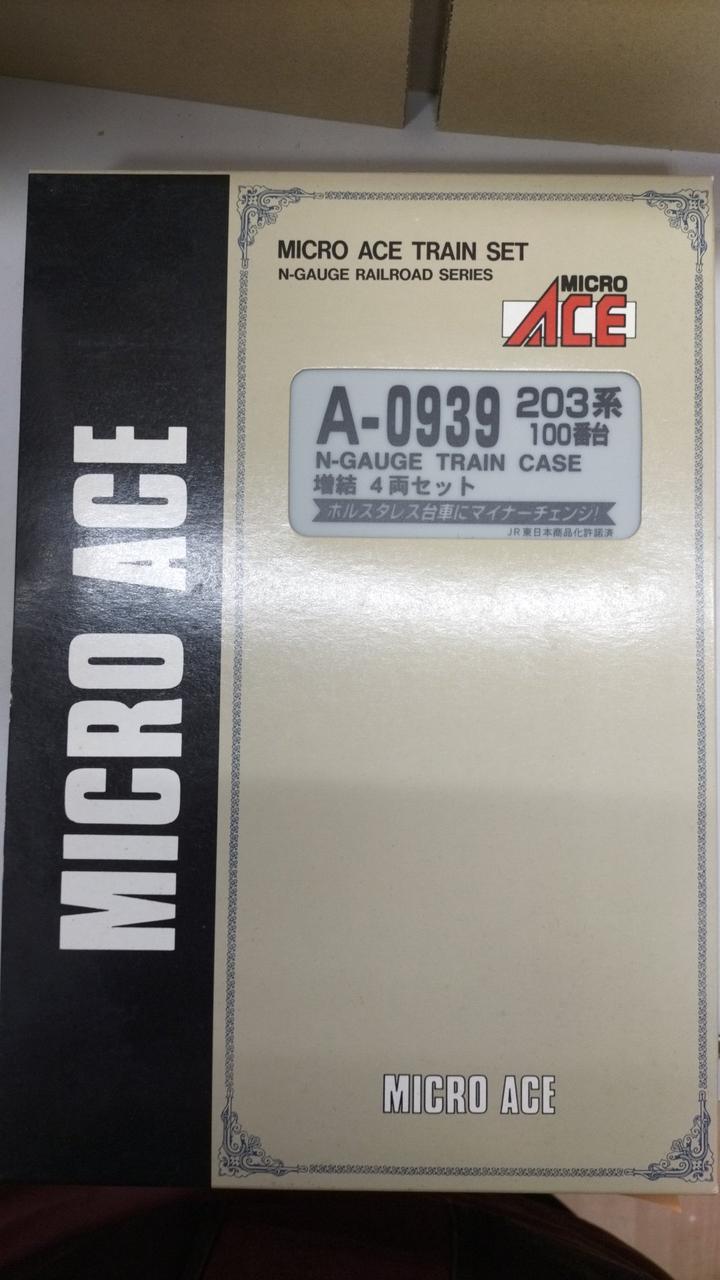 MICRO ACE
MICRO ACE TRAIN SET
N-GAUGE RAILROAD SERIES
MICRO
ACE
A-0939 203系
100番台
N-GAUGE TRAIN CASE
増結 4両セット
ホルスタレス台車にマイナーチェンジ!
JR東日本商品化許諾済
MICRO ACE